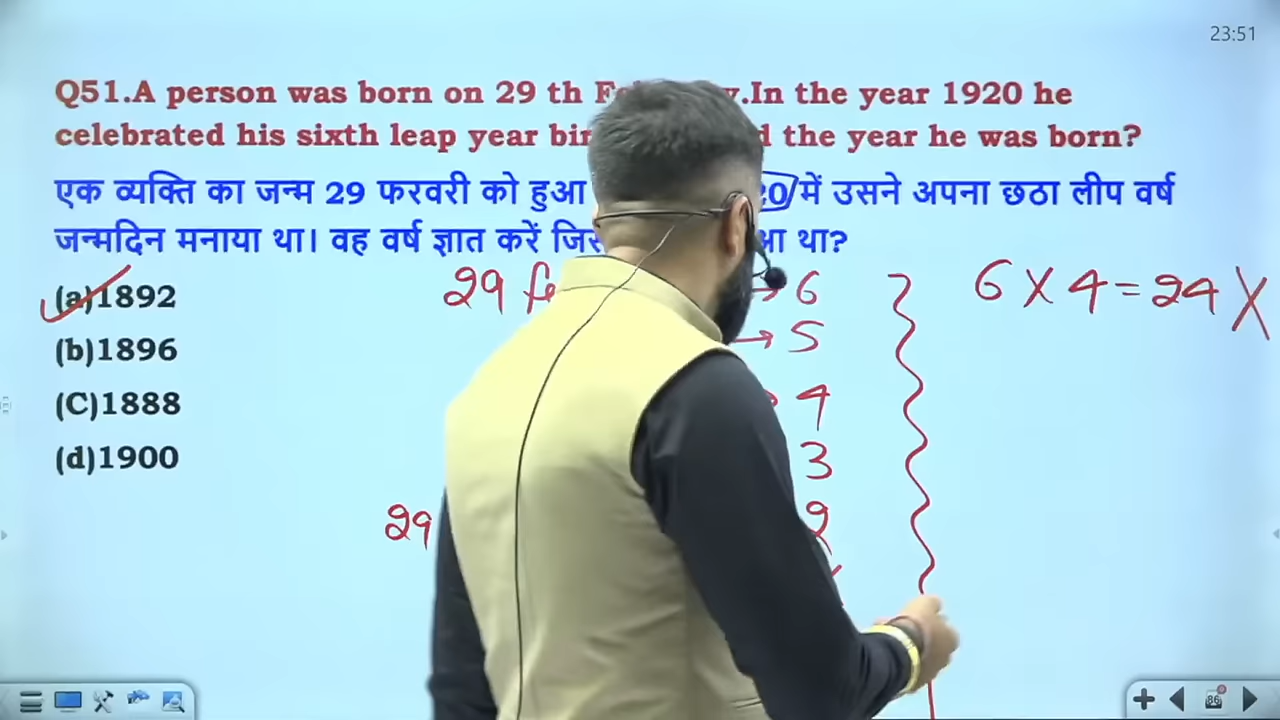 23:51
Q51.A person was born on 29 th .In the year 1920 he
celebrated his sixth leap year the year he was born?
एक व्यक्ति का जन्म 29 फरवरी को हुआ में उसने अपना छठा लीप वर्ष
जन्मदिन मनाया था। वह वर्ष ज्ञात करें था?
(a)1892
(b)1896
(C)1888
(d)1900
29 → 6
→ 5
4
3
29 2
6 X 4 = 24 X
86